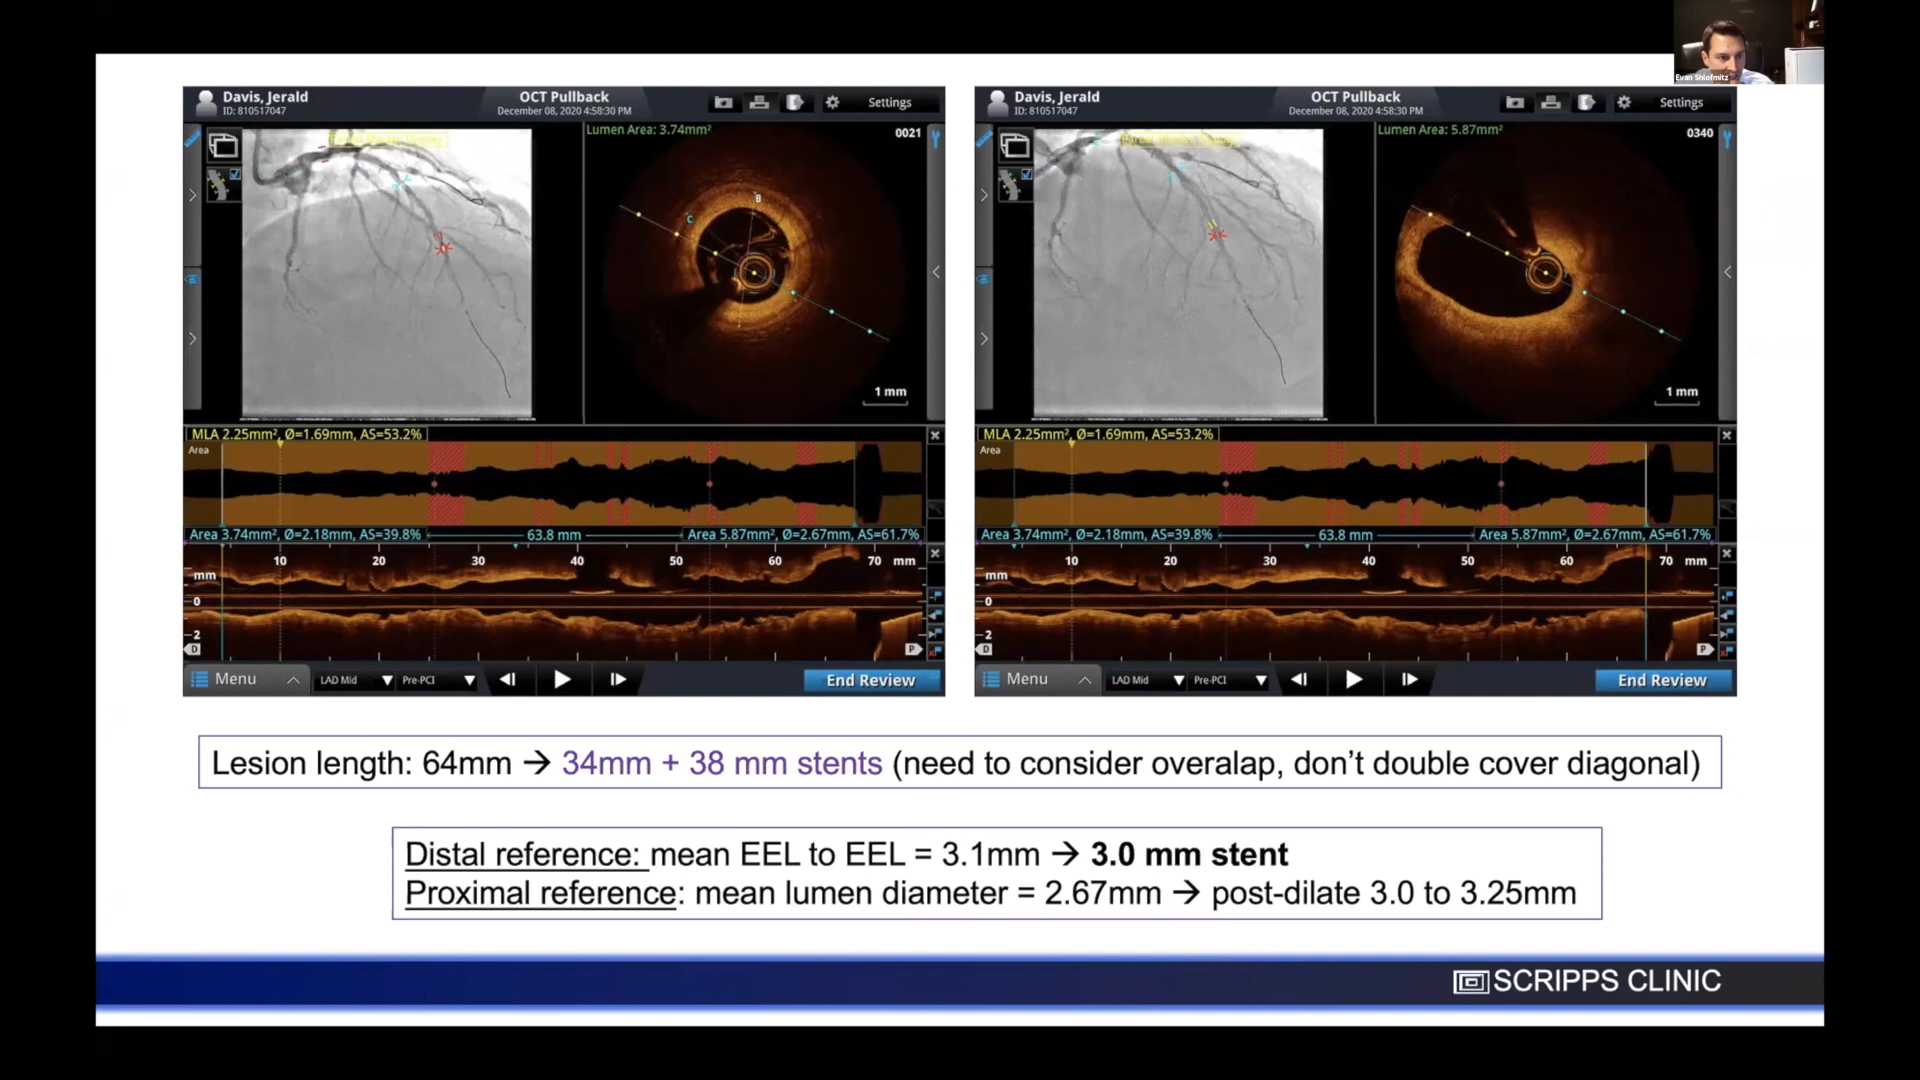 Evan Shlofmitz
Davis, Jerald
ID: 810517047
OCT Pullback
December 08, 2020 4:58:30 PM
Settings
Lumen Area: 3.74mm²
0021
B
C
1 mm
MLA 2.25mm², Ø=1.69mm, AS=53.2%
Area
Area 3.74mm², Ø=2.18mm, AS=39.8%
63.8 mm
Area 5.87mm², Ø=2.67mm, AS=61.7%
10 20 30 40 50 60 70 mm
mm
0
2
D
P
Menu
LAD Mid
Pre-PCI
End Review
Davis, Jerald
ID: 810517047
OCT Pullback
December 08, 2020 4:58:30 PM
Settings
Lumen Area: 5.87mm²
0340
1 mm
MLA 2.25mm², Ø=1.69mm, AS=53.2%
Area
Area 3.74mm², Ø=2.18mm, AS=39.8%
63.8 mm
Area 5.87mm², Ø=2.67mm, AS=61.7%
10 20 30 40 50 60 70 mm
mm
0
2
D
P
Menu
LAD Mid
Pre-PCI
End Review
Lesion length: 64mm → 34mm + 38 mm stents (need to consider overalap, don't double cover diagonal)
Distal reference: mean EEL to EEL = 3.1mm → 3.0 mm stent
Proximal reference: mean lumen diameter = 2.67mm → post-dilate 3.0 to 3.25mm
SCRIPPS CLINIC